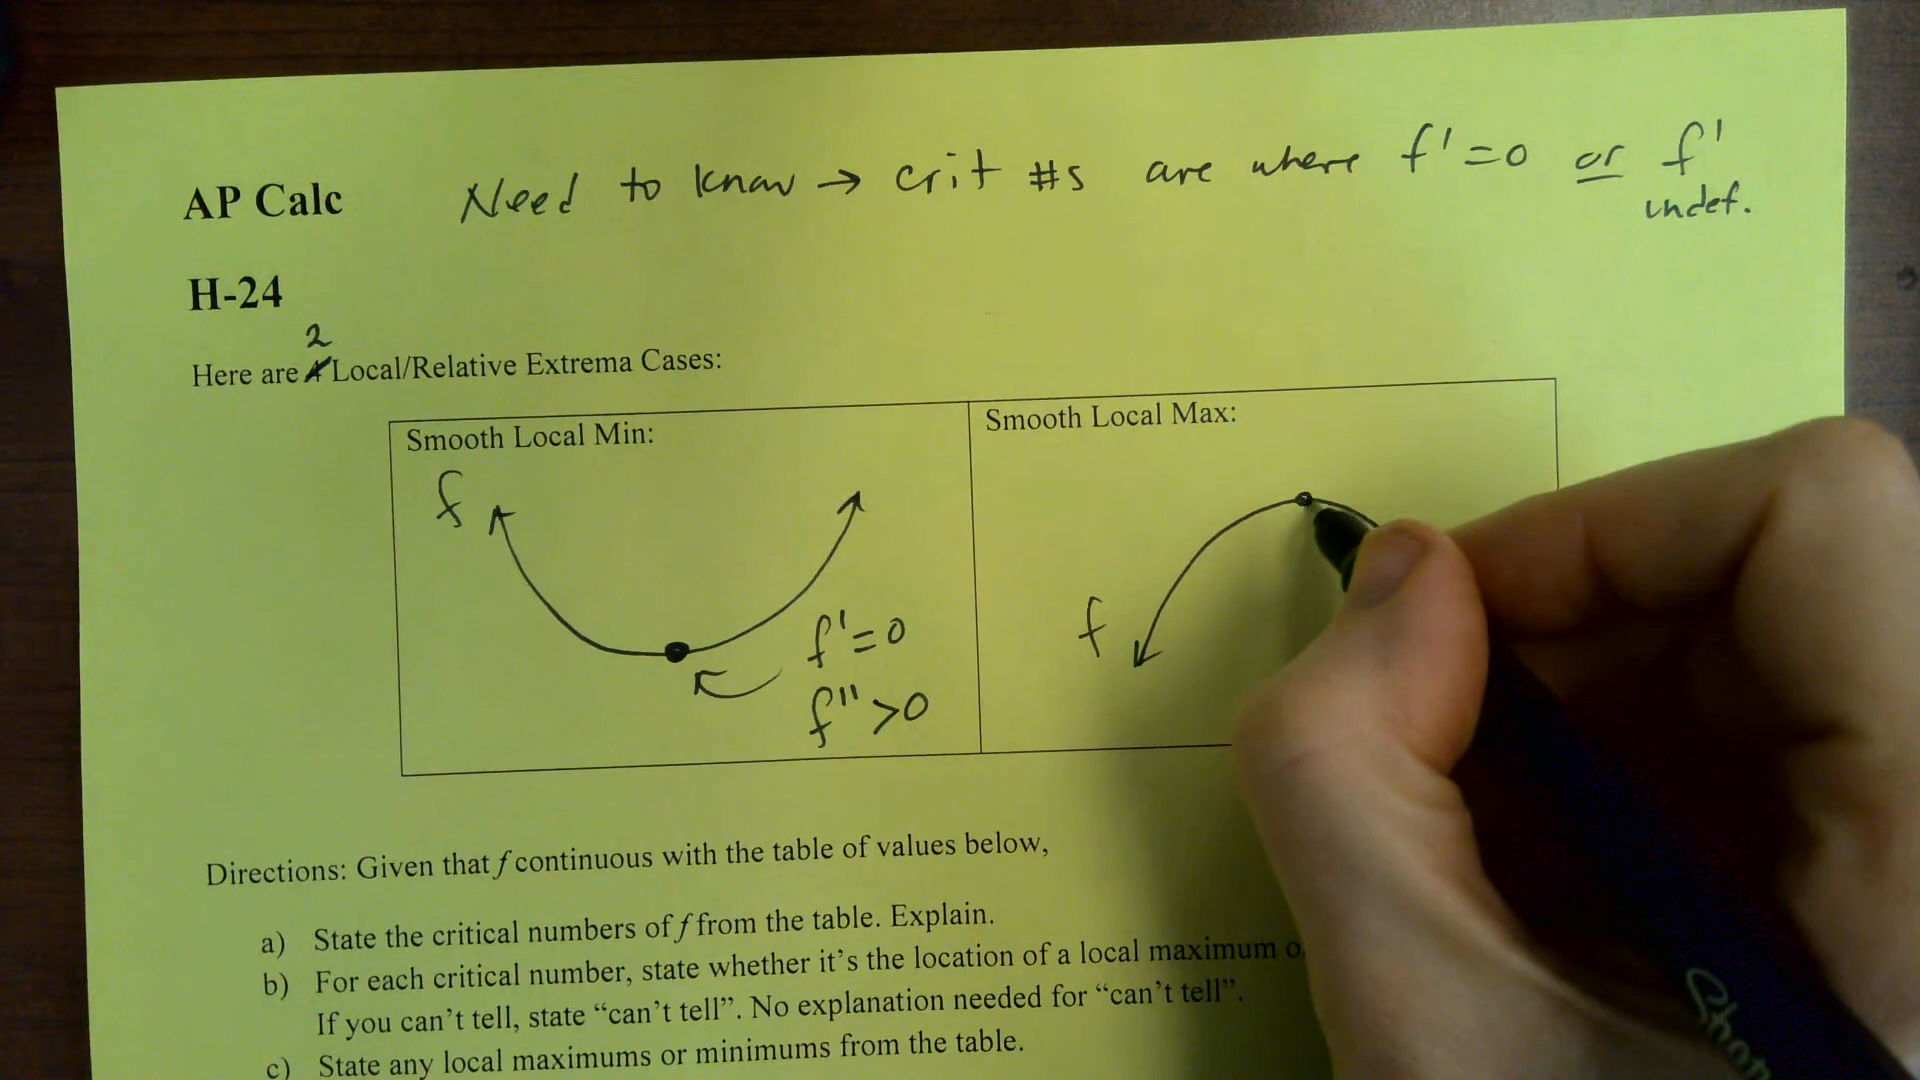 AP Calc Need to know → crit #s are where f'=0 or f'
undef.
H-24
2
Here are Local/Relative Extrema Cases:
Smooth Local Min: Smooth Local Max:
f
f
f'=0
f''>0
Directions: Given that f continuous with the table of values below,
a) State the critical numbers of f from the table. Explain.
b) For each critical number, state whether it's the location of a local maximum o
If you can't tell, state “can't tell”. No explanation needed for “can't tell”.
c) State any local maximums or minimums from the table.